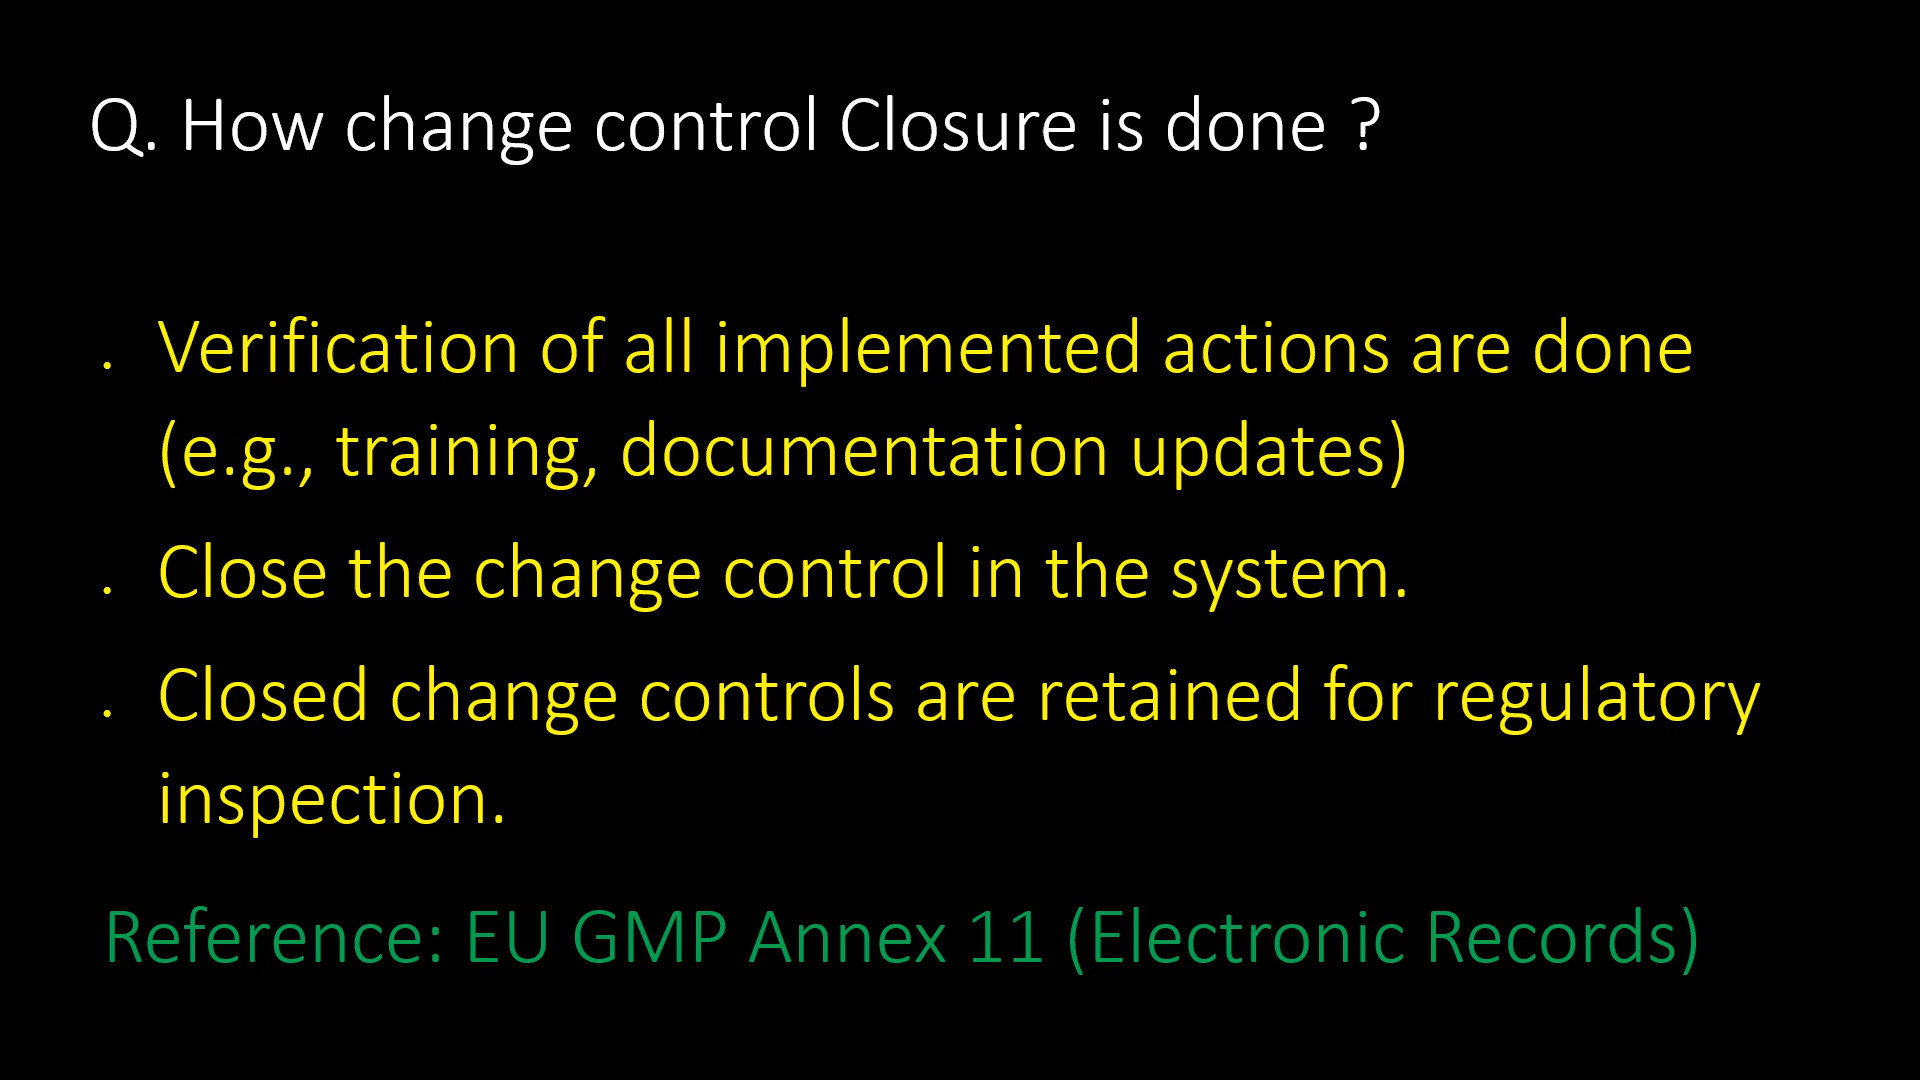 Q. How change control Closure is done ?
• Verification of all implemented actions are done
(e.g., training, documentation updates)
• Close the change control in the system.
• Closed change controls are retained for regulatory
inspection.
Reference: EU GMP Annex 11 (Electronic Records)